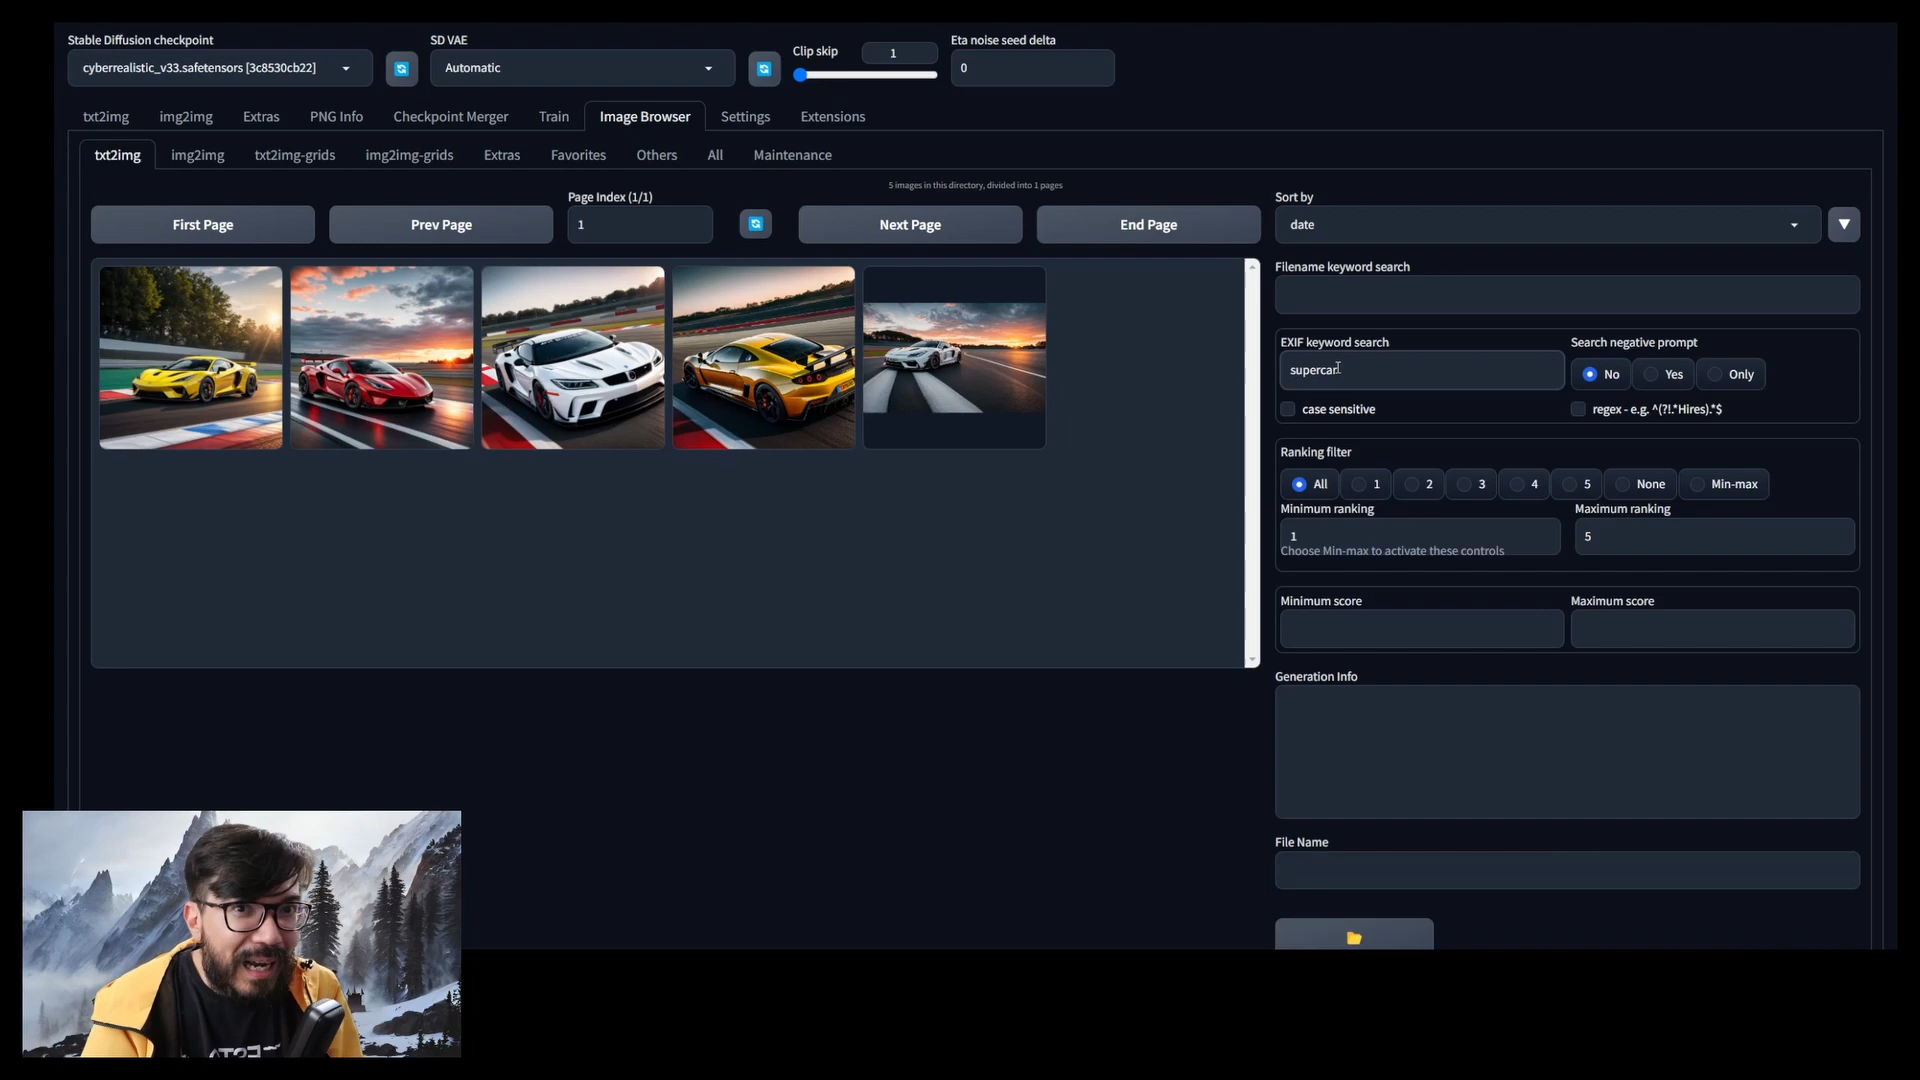 Stable Diffusion checkpoint
SD VAE
Clip skip
1
Eta noise seed delta
cyberrealistic_v33.safetensors [3c8530cb22]
Automatic
0
txt2img
img2img
Extras
PNG Info
Checkpoint Merger
Train
Image Browser
Settings
Extensions
txt2img
img2img
txt2img-grids
img2img-grids
Extras
Favorites
Others
All
Maintenance
5 images in this directory, divided into 1 pages
Page Index (1/1)
First Page
Prev Page
1
Next Page
End Page
Sort by
date
Filename keyword search
EXIF keyword search
supercar
case sensitive
Search negative prompt
No
Yes
Only
regex - e.g. ^(?!.*Hires).*$
Ranking filter
All
1
2
3
4
5
None
Min-max
Minimum ranking
1
Choose Min-max to activate these controls
Maximum ranking
5
Minimum score
Maximum score
Generation Info
File Name